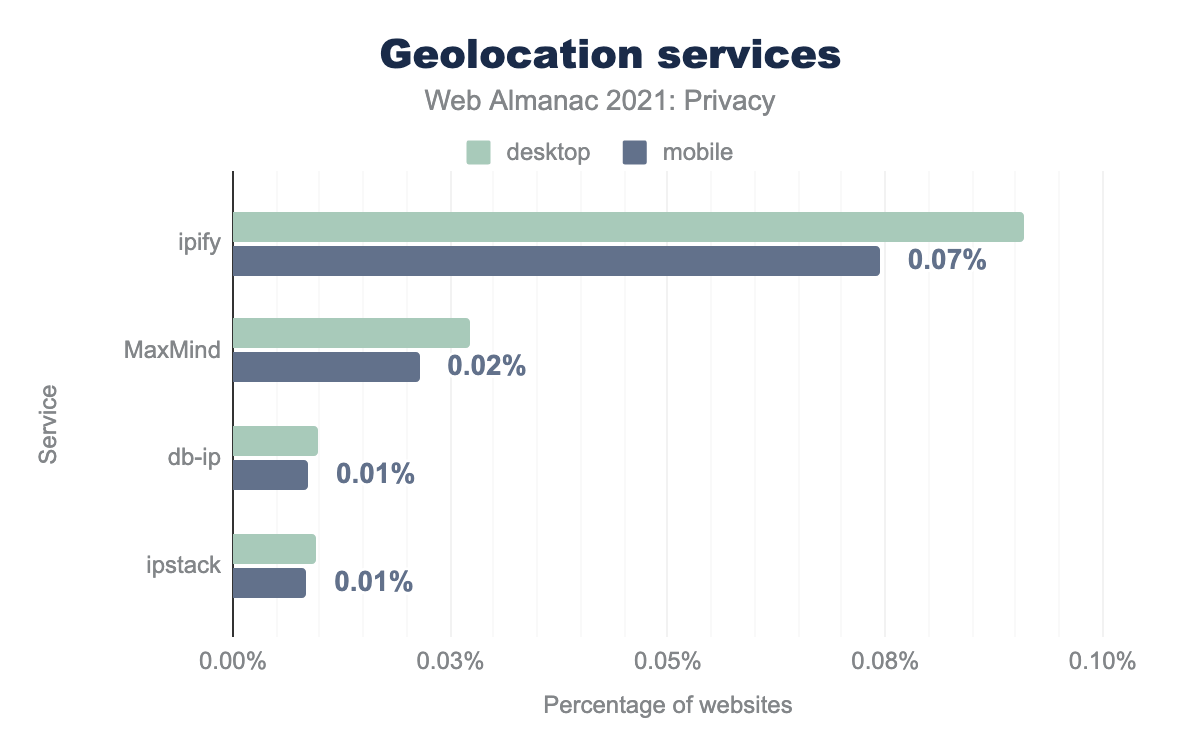 Geolocation services
Web Almanac 2021: Privacy
desktop mobile
ipify
0.07%
MaxMind
0.02%
db-ip
0.01%
ipstack
0.01%
Service
0.00% 0.03% 0.05% 0.08% 0.10%
Percentage of websites